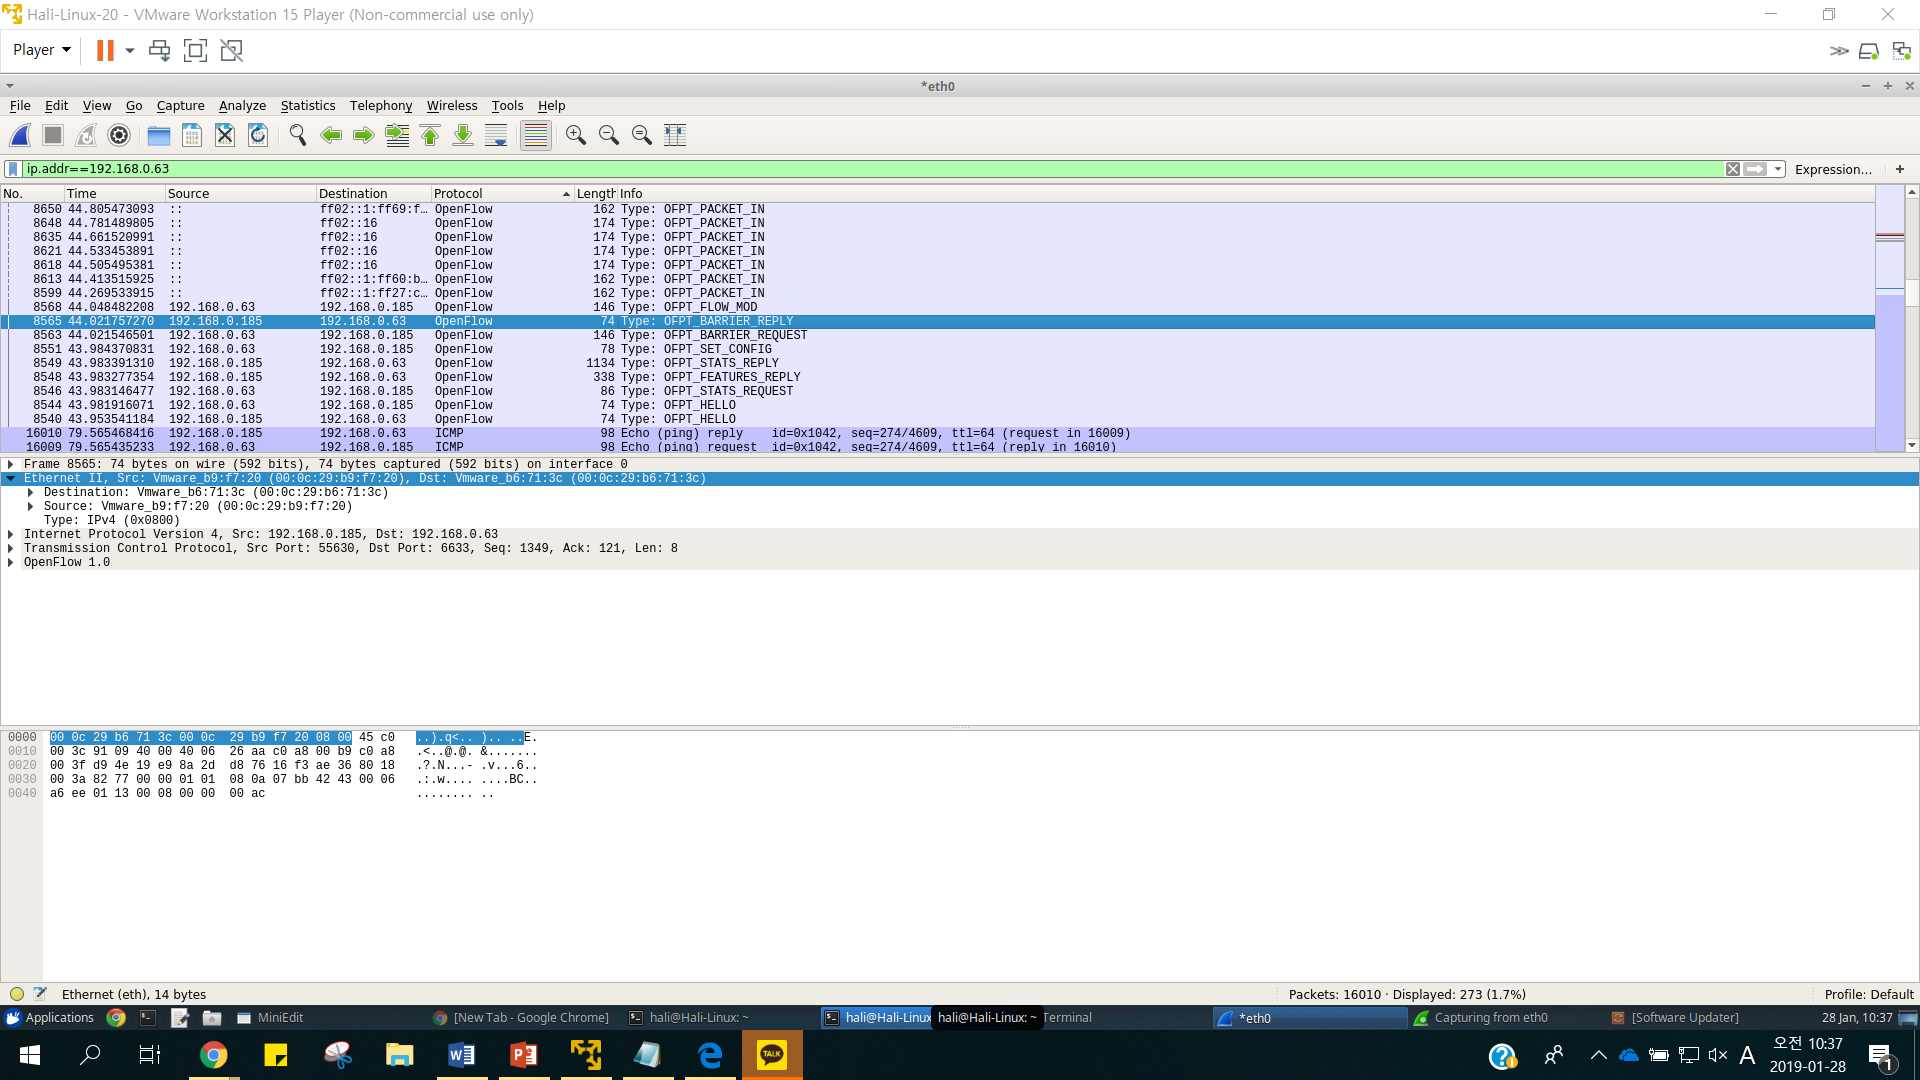 Hali-Linux-20 - VMware Workstation 15 Player (Non-commercial use only)
Player
*eth0
File Edit View Go Capture Analyze Statistics Telephony Wireless Tools Help
ip.addr==192.168.0.63 Expression... +
No. Time Source Destination Protocol Length Info
8650 44.805473093 :: ff02::1:ff69:f… OpenFlow 162 Type: OFPT_PACKET_IN
8648 44.781489805 :: ff02::16 OpenFlow 174 Type: OFPT_PACKET_IN
8635 44.661520991 :: ff02::16 OpenFlow 174 Type: OFPT_PACKET_IN
8621 44.533453891 :: ff02::16 OpenFlow 174 Type: OFPT_PACKET_IN
8618 44.505495381 :: ff02::16 OpenFlow 174 Type: OFPT_PACKET_IN
8613 44.413515925 :: ff02::1:ff60:b… OpenFlow 162 Type: OFPT_PACKET_IN
8599 44.269533915 :: ff02::1:ff27:c… OpenFlow 162 Type: OFPT_PACKET_IN
8568 44.048482208 192.168.0.63 192.168.0.185 OpenFlow 146 Type: OFPT_FLOW_MOD
8565 44.021757270 192.168.0.185 192.168.0.63 OpenFlow 74 Type: OFPT_BARRIER_REPLY
8563 44.021546501 192.168.0.63 192.168.0.185 OpenFlow 146 Type: OFPT_BARRIER_REQUEST
8551 43.984370831 192.168.0.63 192.168.0.185 OpenFlow 78 Type: OFPT_SET_CONFIG
8549 43.983391310 192.168.0.185 192.168.0.63 OpenFlow 1134 Type: OFPT_STATS_REPLY
8548 43.983277354 192.168.0.185 192.168.0.63 OpenFlow 338 Type: OFPT_FEATURES_REPLY
8546 43.983146477 192.168.0.63 192.168.0.185 OpenFlow 86 Type: OFPT_STATS_REQUEST
8544 43.981916071 192.168.0.63 192.168.0.185 OpenFlow 74 Type: OFPT_HELLO
8540 43.953541184 192.168.0.185 192.168.0.63 OpenFlow 74 Type: OFPT_HELLO
16010 79.565468416 192.168.0.185 192.168.0.63 ICMP 98 Echo (ping) reply id=0x1042, seq=274/4609, ttl=64 (request in 16009)
16009 79.565435233 192.168.0.63 192.168.0.185 ICMP 98 Echo (ping) request id=0x1042, seq=274/4609, ttl=64 (reply in 16010)
Frame 8565: 74 bytes on wire (592 bits), 74 bytes captured (592 bits) on interface 0
Ethernet II, Src: Vmware_b9:f7:20 (00:0c:29:b9:f7:20), Dst: Vmware_b6:71:3c (00:0c:29:b6:71:3c)
Destination: Vmware_b6:71:3c (00:0c:29:b6:71:3c)
Source: Vmware_b9:f7:20 (00:0c:29:b9:f7:20)
Type: IPv4 (0x0800)
Internet Protocol Version 4, Src: 192.168.0.185, Dst: 192.168.0.63
Transmission Control Protocol, Src Port: 55630, Dst Port: 6633, Seq: 1349, Ack: 121, Len: 8
OpenFlow 1.0
0000 00 0c 29 b6 71 3c 00 0c 29 b9 f7 20 08 00 45 c0 ..).q<.. ).. ..E.
0010 00 3c 91 09 40 00 40 06 26 aa c0 a8 00 b9 c0 a8 .<..@.@. &.......
0020 00 3f d9 4e 19 e9 8a 2d d8 76 16 f3 ae 36 80 18 .?.N...- .v...6..
0030 00 3a 82 77 00 00 01 01 08 0a 07 bb 42 43 00 06 .:.w.... ....BC..
0040 a6 ee 01 13 00 08 00 00 00 ac ........ ..
Ethernet (eth), 14 bytes Packets: 16010 · Displayed: 273 (1.7%) Profile: Default
Applications MiniEdit [New Tab - Google Chrome] hali@Hali-Linux: ~ hali@Hali-Linux hali@Hali-Linux: ~ Terminal *eth0 Capturing from eth0 [Software Updater] 28 Jan, 10:37
TALK A 오전 10:37
2019-01-28
1